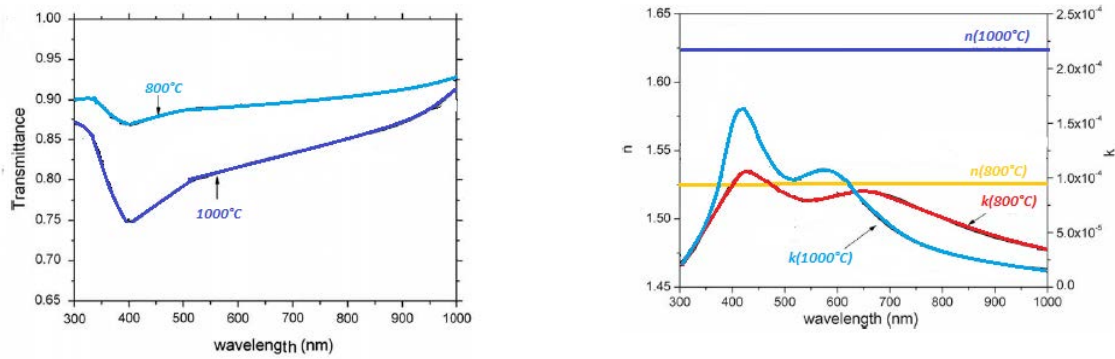 1.00
0.95
0.90
0.85
0.80
0.75
0.70
0.65
Transmittance
800°C
1000°C
300 400 500 600 700 800 900 1000
wavelength (nm)
1.65
1.60
1.55
1.50
1.45
n
n(1000°C)
n(800°C)
k(800°C)
k(1000°C)
2.5x10-4
2.0x10-4
1.5x10-4
1.0x10-4
5.0x10-5
0.0
k
300 400 500 600 700 800 900 1000
wavelength (nm)